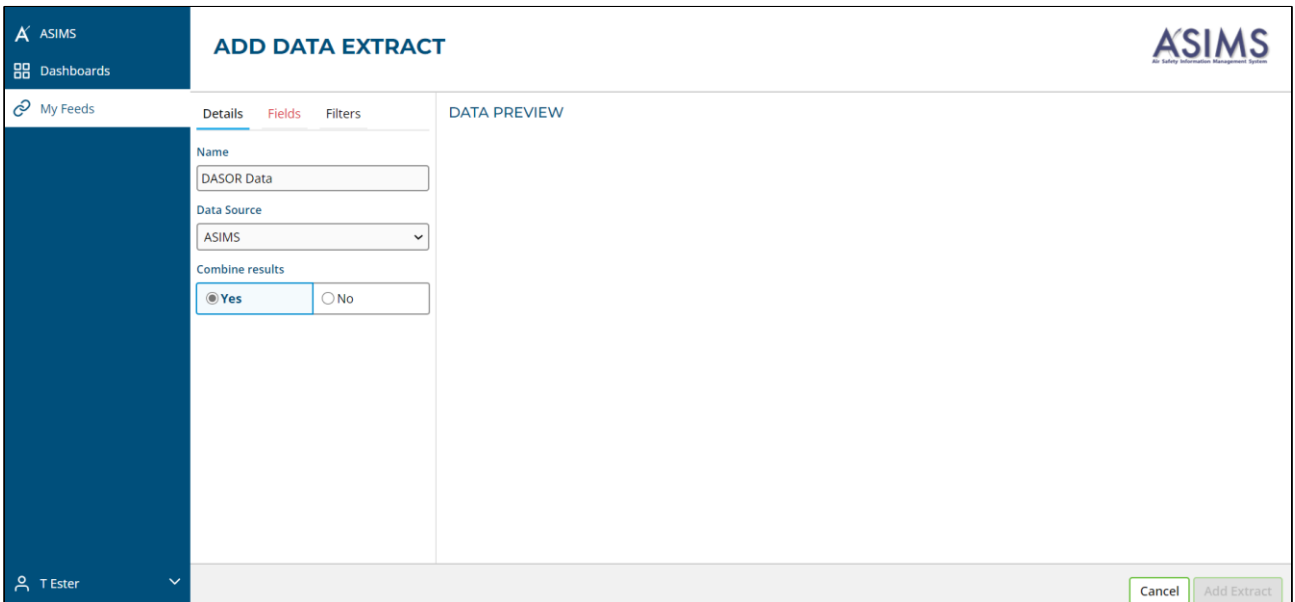 ASIMS
Dashboards
My Feeds
T Ester
ADD DATA EXTRACT
ASIMS
Air Safety Information Management System
Details Fields Filters
Name
DASOR Data
Data Source
ASIMS
Combine results
Yes No
DATA PREVIEW
Cancel Add Extract